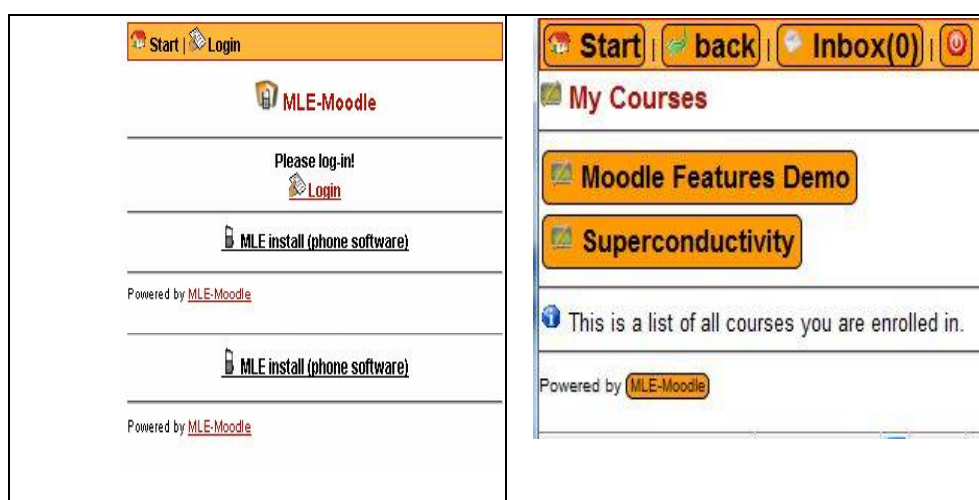 Start | Login
MLE-Moodle
Please log-in!
Login
MLE install (phone software)
Powered by MLE-Moodle
MLE install (phone software)
Powered by MLE-Moodle
Start | back | Inbox(0) |
My Courses
Moodle Features Demo
Superconductivity
This is a list of all courses you are enrolled in.
Powered by MLE-Moodle